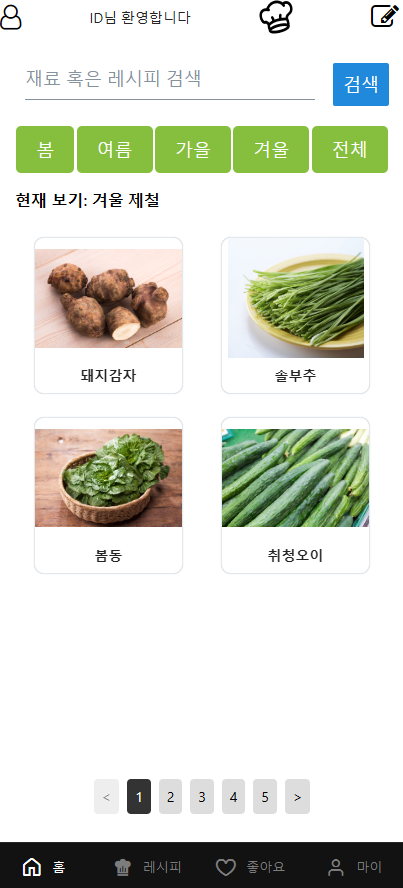 ID님 환영합니다
재료 혹은 레시피 검색 검색
봄 여름 가을 겨울 전체
현재 보기: 겨울 제철
돼지감자 솔부추
봄동 취청오이
< 1 2 3 4 5 >
홈 레시피 좋아요 마이